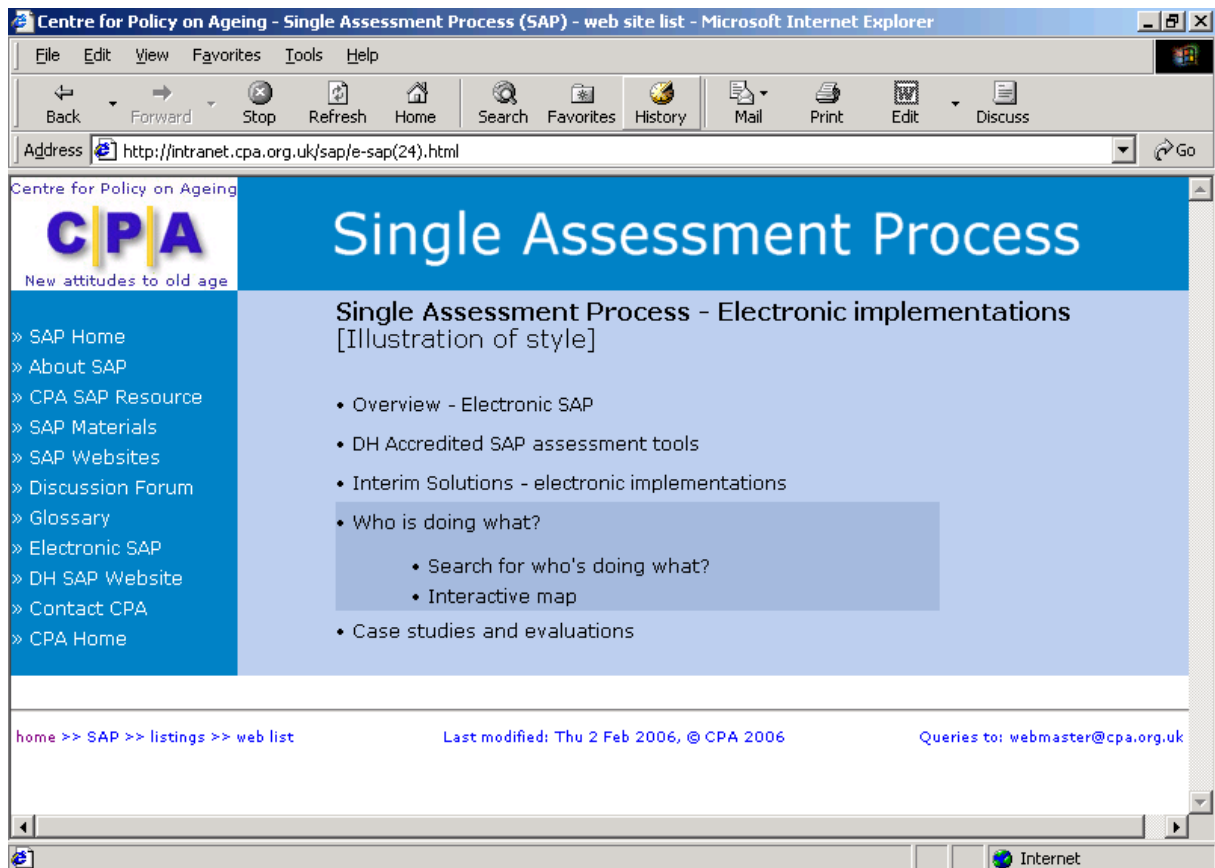 Centre for Policy on Ageing - Single Assessment Process (SAP) - web site list - Microsoft Internet Explorer
File Edit View Favorites Tools Help
Back Forward Stop Refresh Home Search Favorites History Mail Print Edit Discuss
Address http://intranet.cpa.org.uk/sap/e-sap(24).html Go
Centre for Policy on Ageing
C|P|A
New attitudes to old age
Single Assessment Process
» SAP Home
» About SAP
» CPA SAP Resource
» SAP Materials
» SAP Websites
» Discussion Forum
» Glossary
» Electronic SAP
» DH SAP Website
» Contact CPA
» CPA Home
Single Assessment Process - Electronic implementations
[Illustration of style]
• Overview - Electronic SAP
• DH Accredited SAP assessment tools
• Interim Solutions - electronic implementations
• Who is doing what?
• Search for who's doing what?
• Interactive map
• Case studies and evaluations
home >> SAP >> listings >> web list
Last modified: Thu 2 Feb 2006, © CPA 2006
Queries to: webmaster@cpa.org.uk
Internet